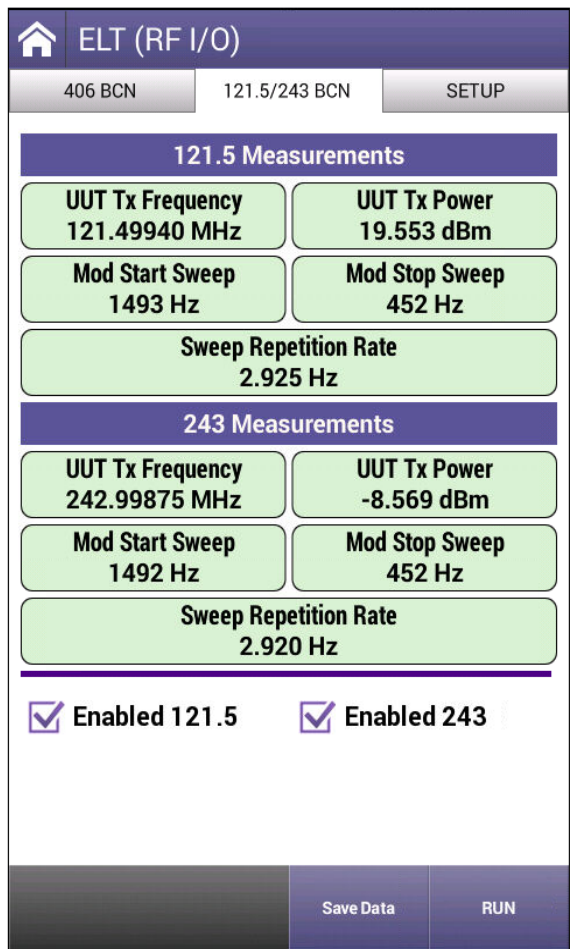 ELT (RF I/O)
406 BCN
121.5/243 BCN
SETUP
121.5 Measurements
UUT Tx Frequency
121.49940 MHz
UUT Tx Power
19.553 dBm
Mod Start Sweep
1493 Hz
Mod Stop Sweep
452 Hz
Sweep Repetition Rate
2.925 Hz
243 Measurements
UUT Tx Frequency
242.99875 MHz
UUT Tx Power
-8.569 dBm
Mod Start Sweep
1492 Hz
Mod Stop Sweep
452 Hz
Sweep Repetition Rate
2.920 Hz
Enabled 121.5
Enabled 243
Save Data
RUN